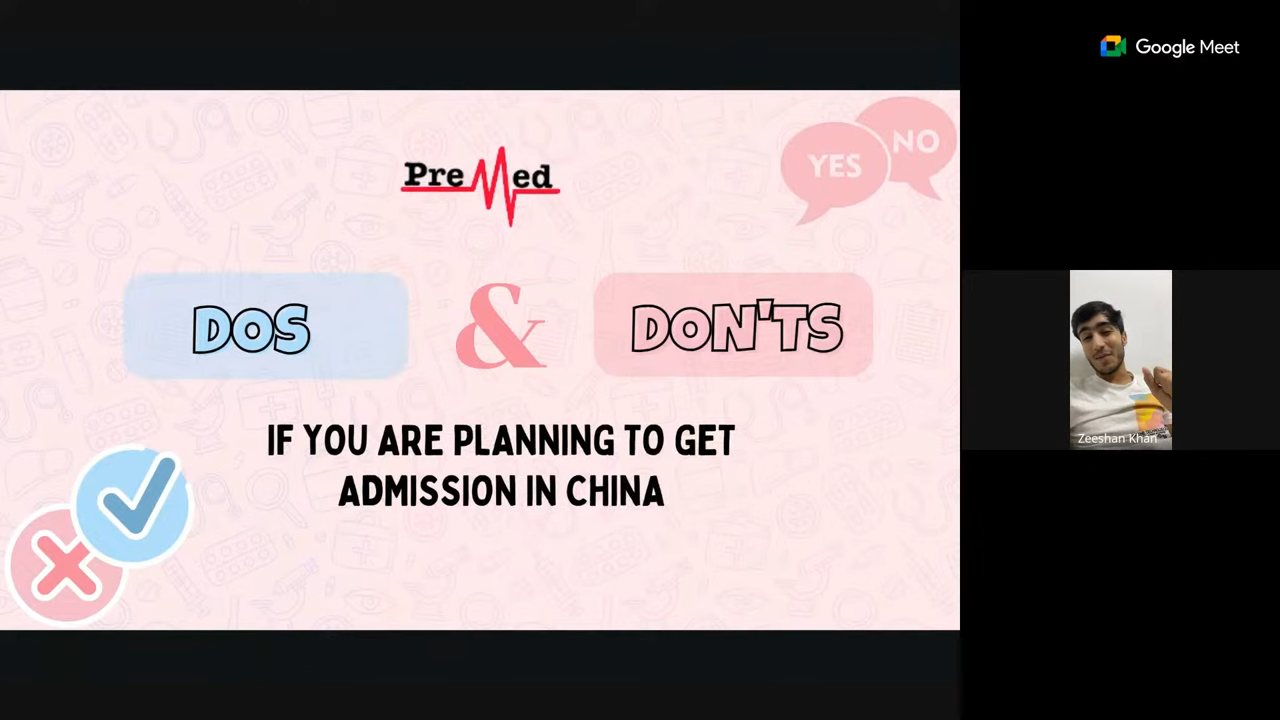 Google Meet
YES
NO
PreMed
DOS
&
DON'TS
IF YOU ARE PLANNING TO GET
ADMISSION IN CHINA
Zeeshan Khan